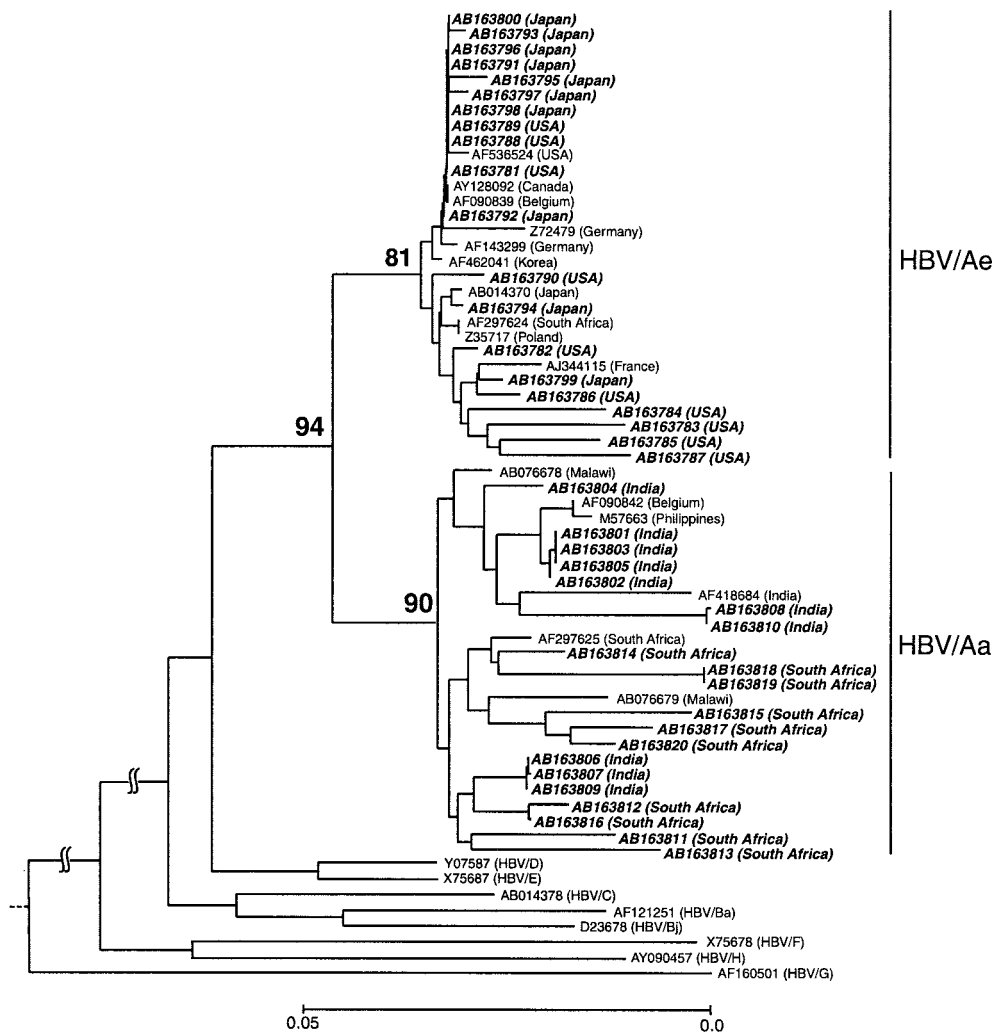 AB163800 (Japan)
AB163793 (Japan)
AB163796 (Japan)
AB163791 (Japan)
AB163795 (Japan)
AB163797 (Japan)
AB163798 (Japan)
AB163789 (USA)
AB163788 (USA)
AF536524 (USA)
AB163781 (USA)
AY128092 (Canada)
AF090839 (Belgium)
AB163792 (Japan)
Z72479 (Germany)
AF143299 (Germany)
81
HBV/Ae
AF462041 (Korea)
AB163790 (USA)
AB014370 (Japan)
AB163794 (Japan)
AF297624 (South Africa)
Z35717 (Poland)
AB163782 (USA)
AJ344115 (France)
AB163799 (Japan)
AB163786 (USA)
AB163784 (USA)
94
AB163783 (USA)
AB163785 (USA)
AB163787 (USA)
AB076678 (Malawi)
AB163804 (India)
AF090842 (Belgium)
M57663 (Philippines)
AB163801 (India)
AB163803 (India)
AB163805 (India)
AB163802 (India)
AF418684 (India)
90
AB163808 (India)
AB163810 (India)
AF297625 (South Africa)
HBV/Aa
AB163814 (South Africa)
AB163818 (South Africa)
AB163819 (South Africa)
AB076679 (Malawi)
AB163815 (South Africa)
AB163817 (South Africa)
AB163820 (South Africa)
AB163806 (India)
AB163807 (India)
AB163809 (India)
AB163812 (South Africa)
AB163816 (South Africa)
AB163811 (South Africa)
AB163813 (South Africa)
Y07587 (HBV/D)
X75687 (HBV/E)
AB014378 (HBV/C)
AF121251 (HBV/Ba)
D23678 (HBV/Bj)
X75678 (HBV/F)
AY090457 (HBV/H)
AF160501 (HBV/G)
0.05 0.0